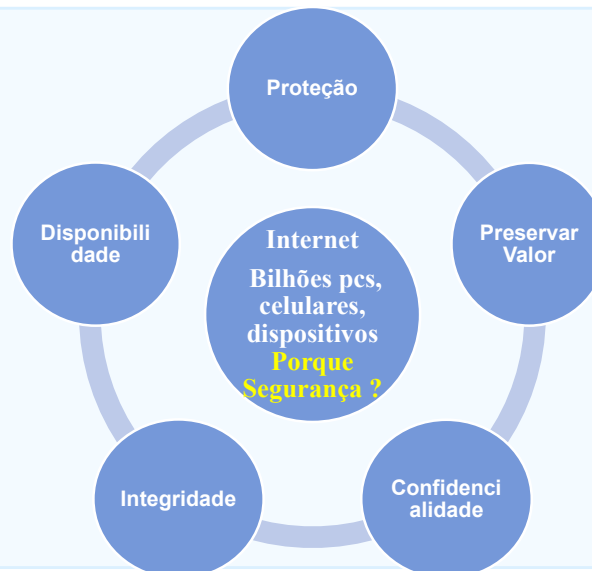 Proteção
Disponibili
dade
Internet
Bilhões pcs,
celulares,
dispositivos
Porque
Segurança ?
Preservar
Valor
Integridade
Confidenci
alidade